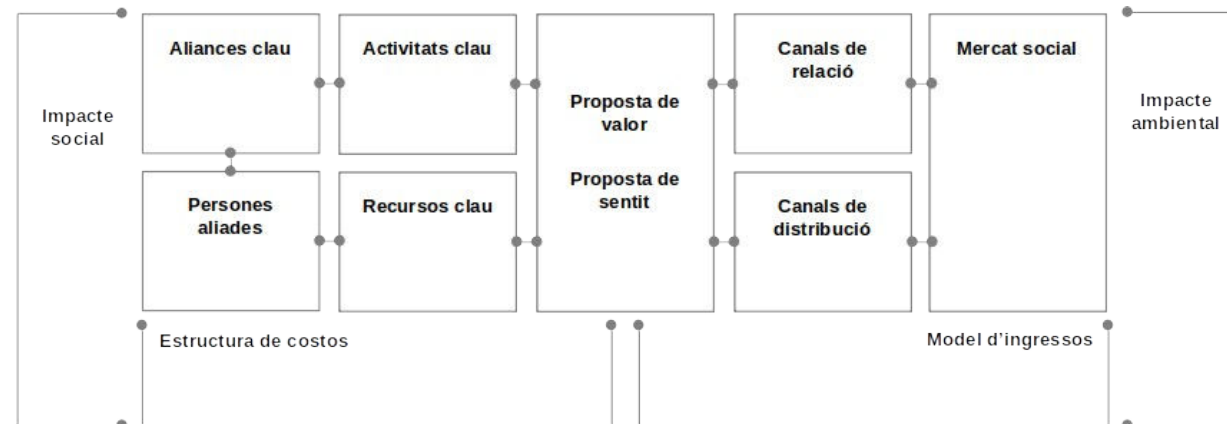 Impacte
social
Aliances clau
Activitats clau
Proposta de
valor
Proposta de
sentit
Canals de
relació
Mercat social
Impacte
ambiental
Persones
aliades
Recursos clau
Canals de
distribució
Estructura de costos
Model d’ingressos